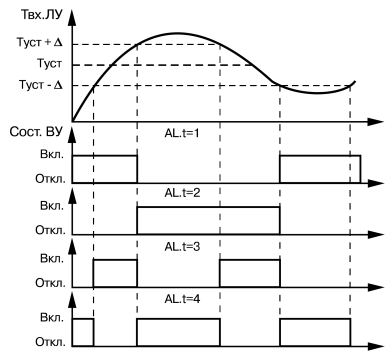 Твх.ЛУ
Туст + Δ
Туст
Туст - Δ
Сост. ВУ
AL.t=1
Вкл.
Откл.
AL.t=2
Вкл.
Откл.
AL.t=3
Вкл.
Откл.
AL.t=4
Вкл.
Откл.